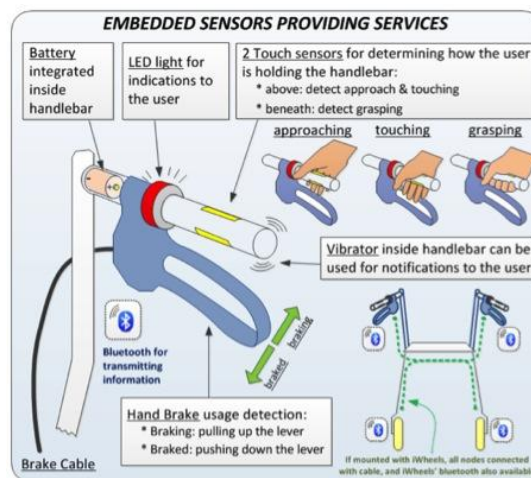 EMBEDDED SENSORS PROVIDING SERVICES
Battery
integrated
inside
handlebar
LED light for
indications to
the user
2 Touch sensors for determining how the user
is holding the handlebar:
* above: detect approach & touching
* beneath: detect grasping
approaching
touching
grasping
Vibrator inside handlebar can be
used for notifications to the user
Bluetooth for
transmitting
information
braking
braked
Hand Brake usage detection:
* Braking: pulling up the lever
* Braked: pushing down the lever
Brake Cable
If mounted with iWheels, all nodes connected
with cable, and iWheels' bluetooth also available